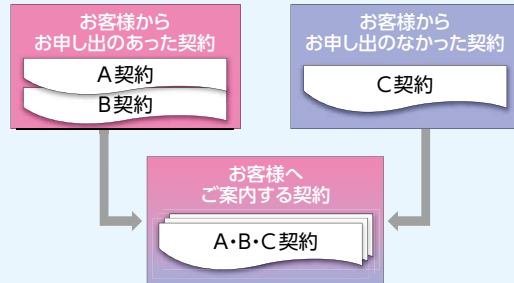 お客様から
お申し出のあった契約
A契約
B契約
お客様から
お申し出のなかった契約
C契約
お客様へ
ご案内する契約
A・B・C契約